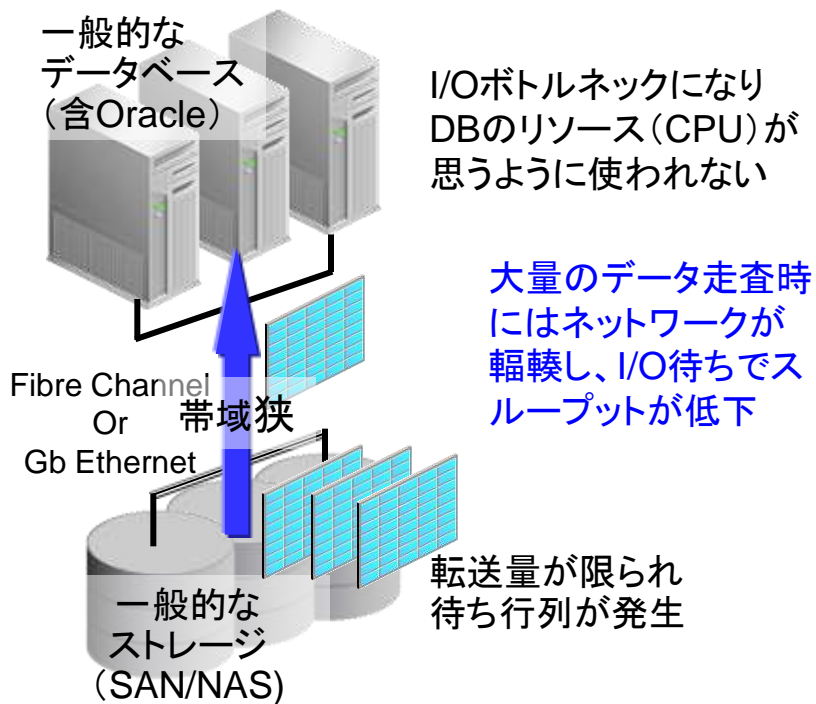 一般的な
データベース
（含Oracle）
I/Oボトルネックになり
DBのリソース（CPU）が
思うように使われない
大量のデータ走査時
にはネットワークが
輻輳し、I/O待ちでス
ループットが低下
Fibre Channel
Or
Gb Ethernet
帯域狭
転送量が限られ
待ち行列が発生
一般的な
ストレージ
（SAN/NAS)